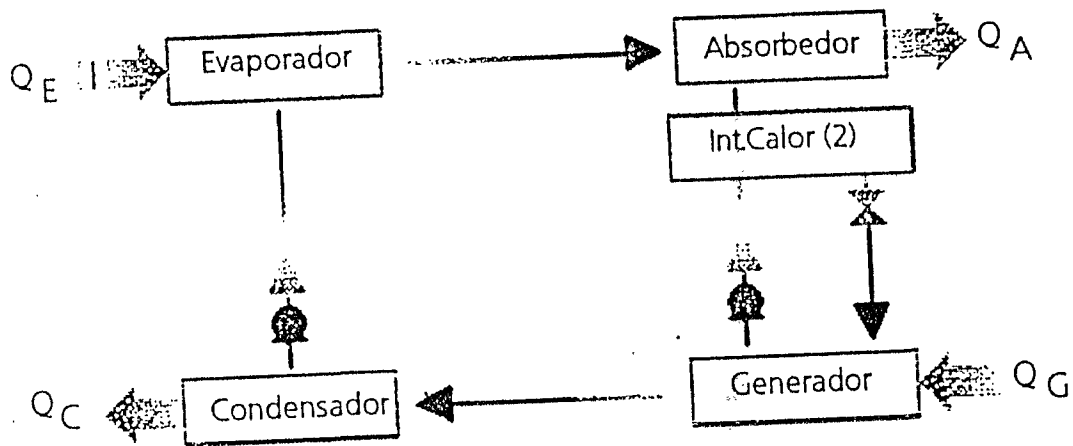 Q E
Evaporador
Absorbedor
Q A
Int.Calor (2)
Q C
Condensador
Generador
Q G